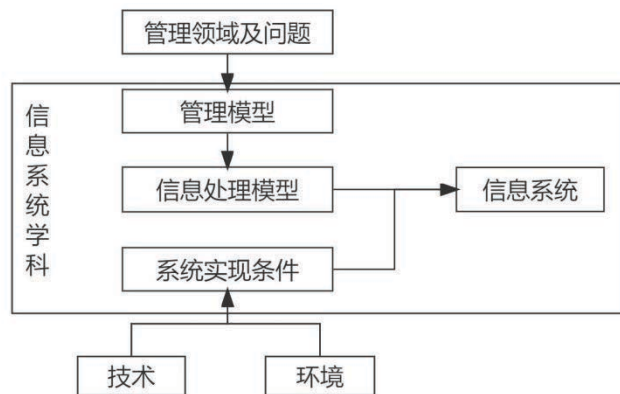 管理领域及问题
信息系统学科
管理模型
信息处理模型
信息系统
系统实现条件
技术
环境